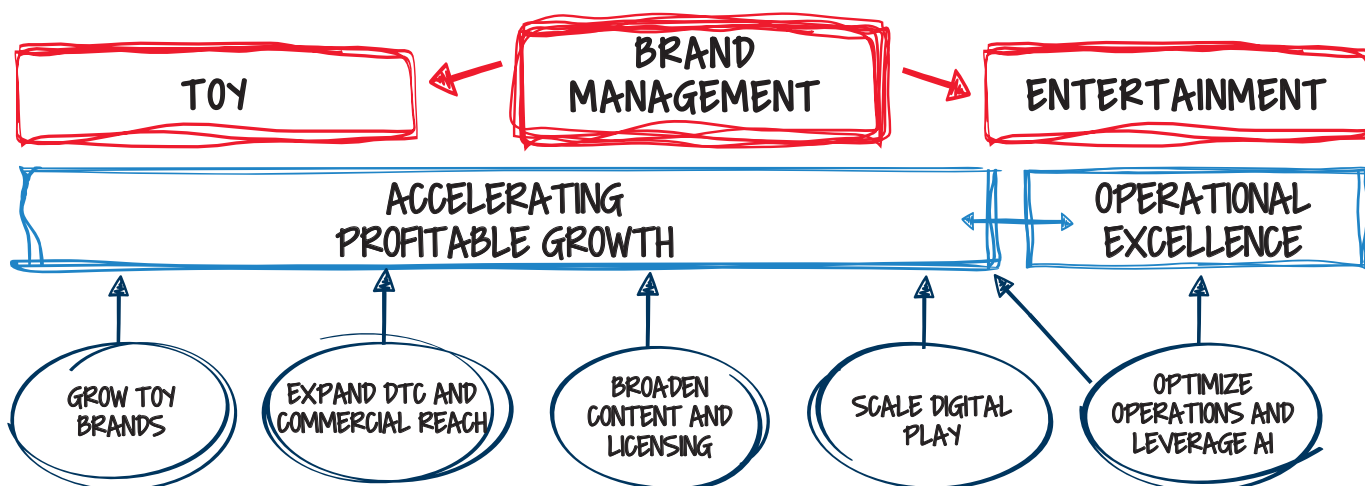 TOY
BRAND
MANAGEMENT
ENTERTAINMENT
ACCELERATING
PROFITABLE GROWTH
OPERATIONAL
EXCELLENCE
GROW TOY
BRANDS
EXPAND DTC AND
COMMERCIAL REACH
BROADEN
CONTENT AND
LICENSING
SCALE DIGITAL
PLAY
OPTIMIZE
OPERATIONS AND
LEVERAGE AI